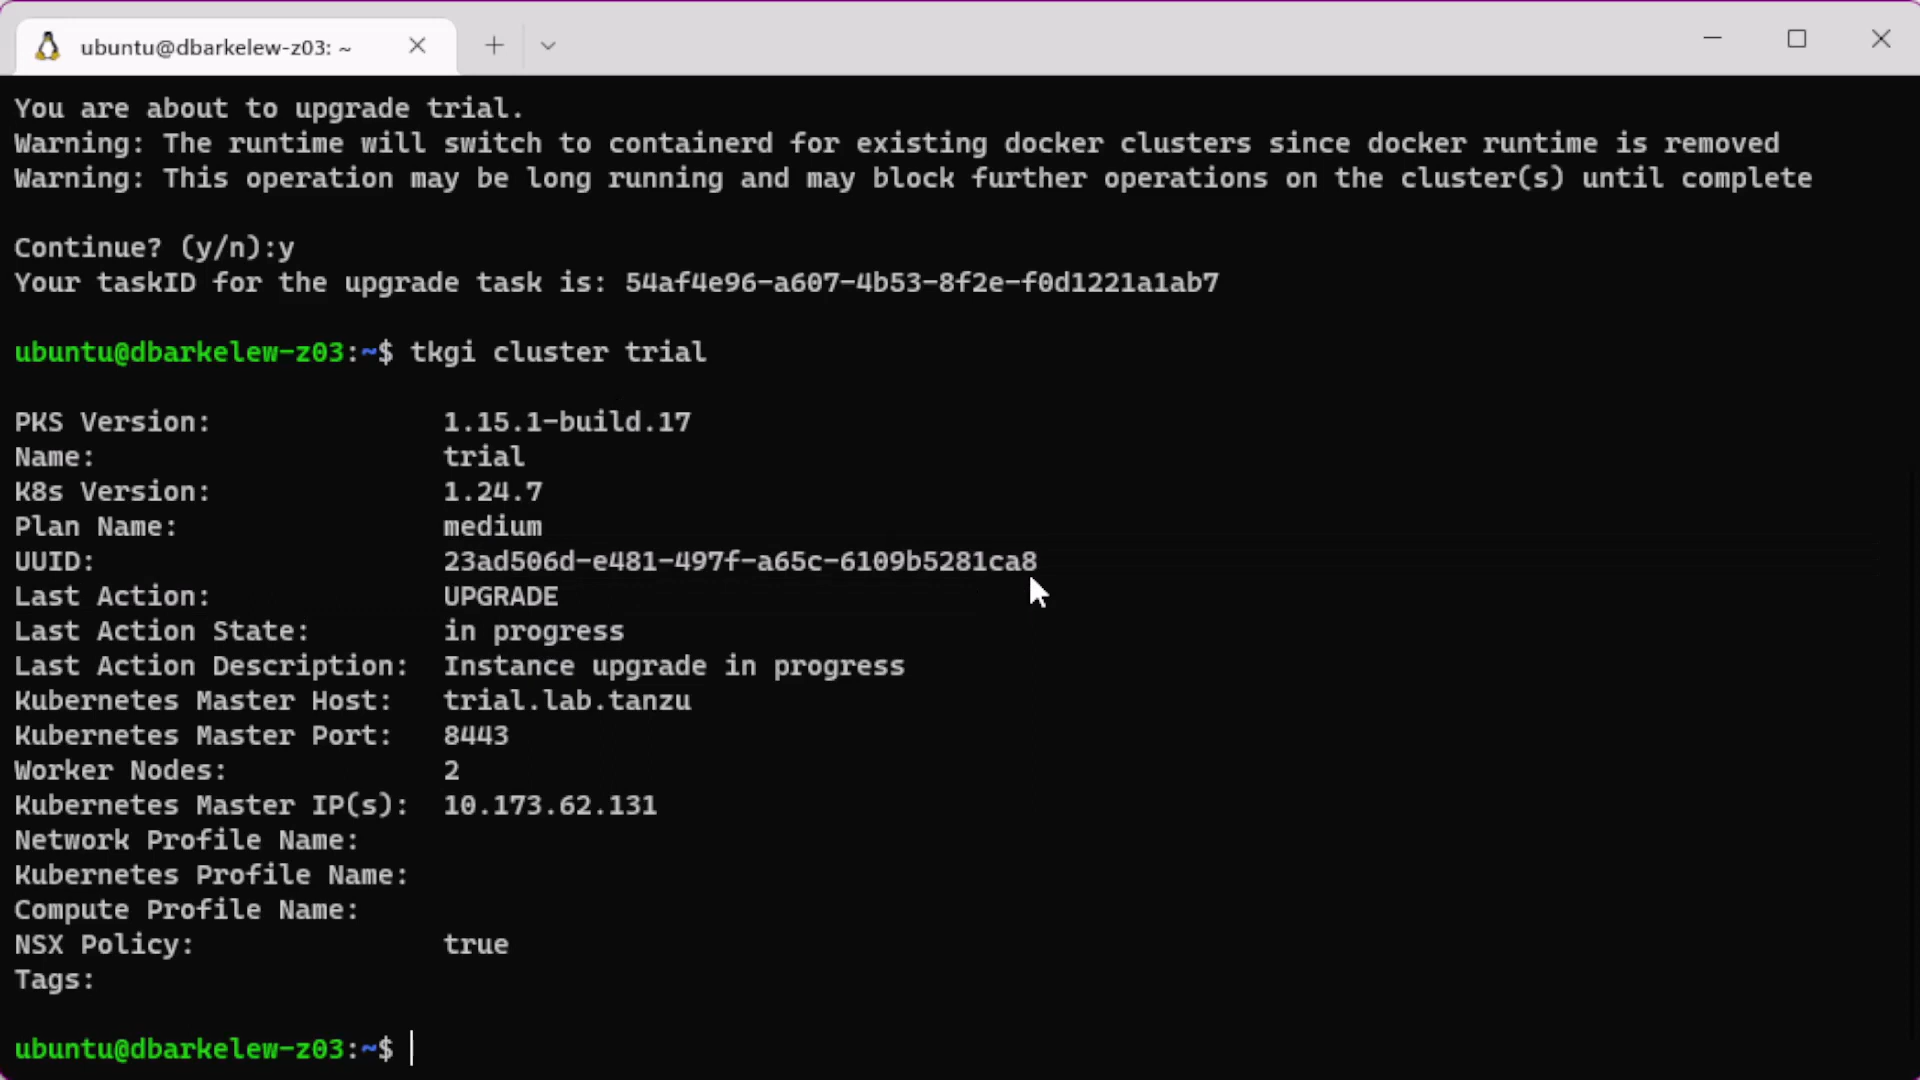 ubuntu@dbarkelew-z03: ~
You are about to upgrade trial.
Warning: The runtime will switch to containerd for existing docker clusters since docker runtime is removed
Warning: This operation may be long running and may block further operations on the cluster(s) until complete
Continue? (y/n):y
Your taskID for the upgrade task is: 54af4e96-a607-4b53-8f2e-f0d1221a1ab7
ubuntu@dbarkelew-z03:~$ tkgi cluster trial
PKS Version: 1.15.1-build.17
Name: trial
K8s Version: 1.24.7
Plan Name: medium
UUID: 23ad506d-e481-497f-a65c-6109b5281ca8
Last Action: UPGRADE
Last Action State: in progress
Last Action Description: Instance upgrade in progress
Kubernetes Master Host: trial.lab.tanzu
Kubernetes Master Port: 8443
Worker Nodes: 2
Kubernetes Master IP(s): 10.173.62.131
Network Profile Name:
Kubernetes Profile Name:
Compute Profile Name:
NSX Policy: true
Tags:
ubuntu@dbarkelew-z03:~$